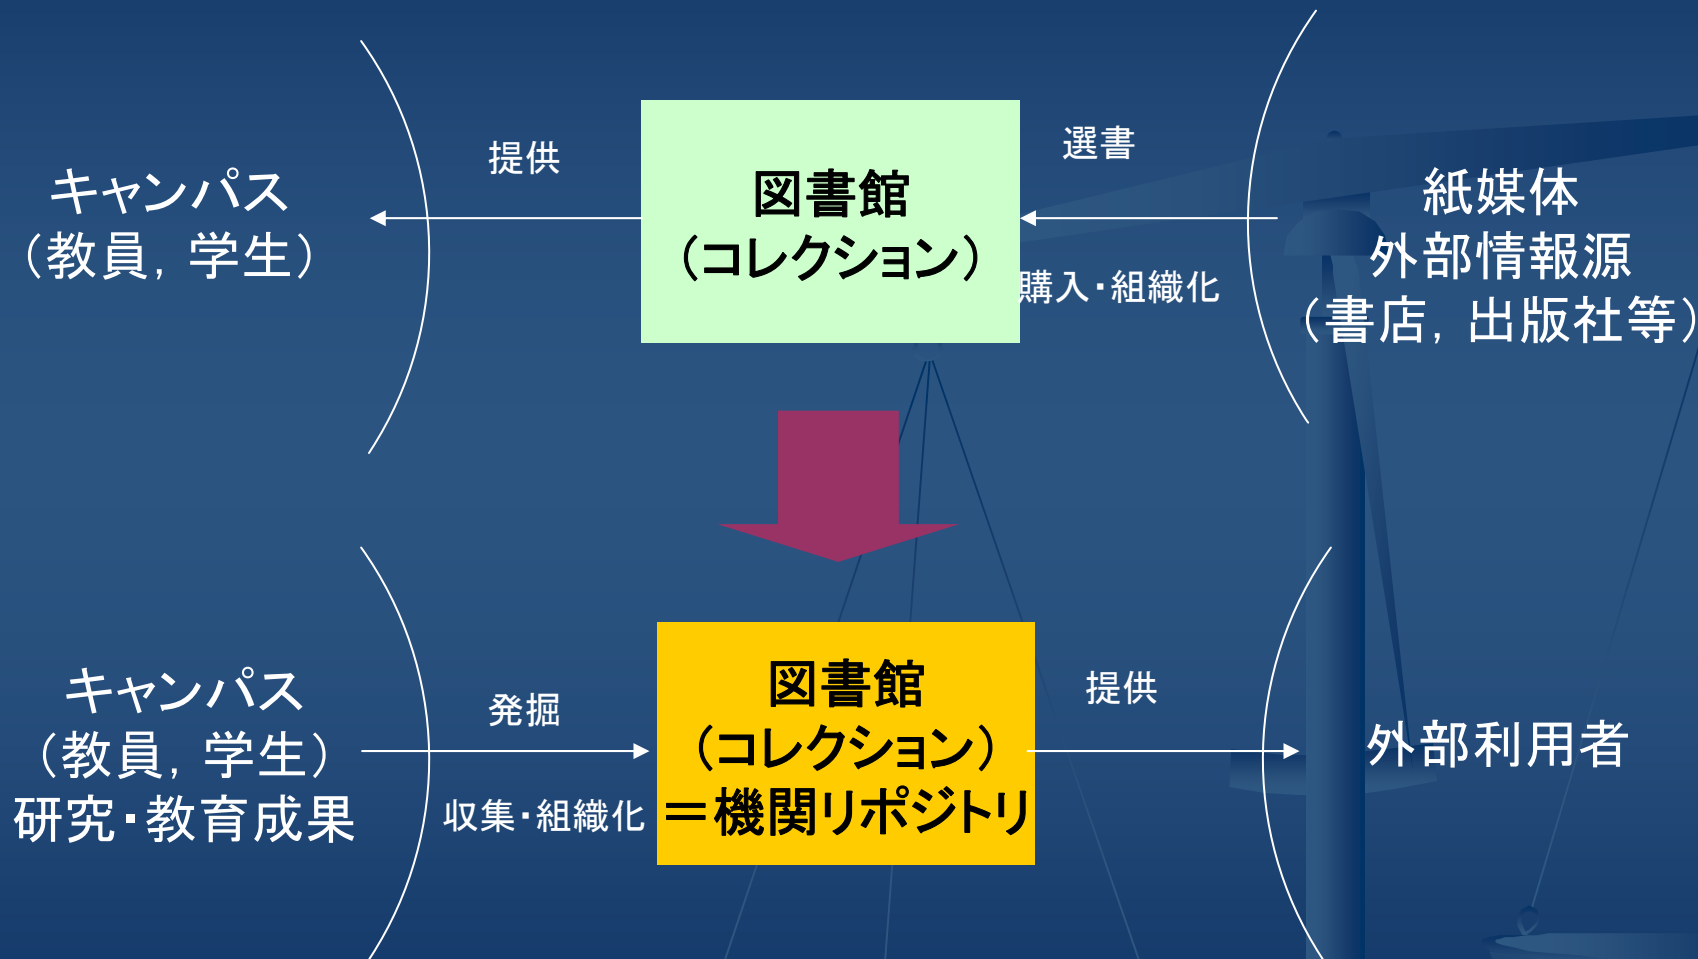 キャンパス
（教員，学生）
提供
図書館
（コレクション）
選書
購入・組織化
紙媒体
外部情報源
（書店，出版社等）
キャンパス
（教員，学生）
研究・教育成果
発掘
収集・組織化
図書館
（コレクション）
＝機関リポジトリ
提供
外部利用者